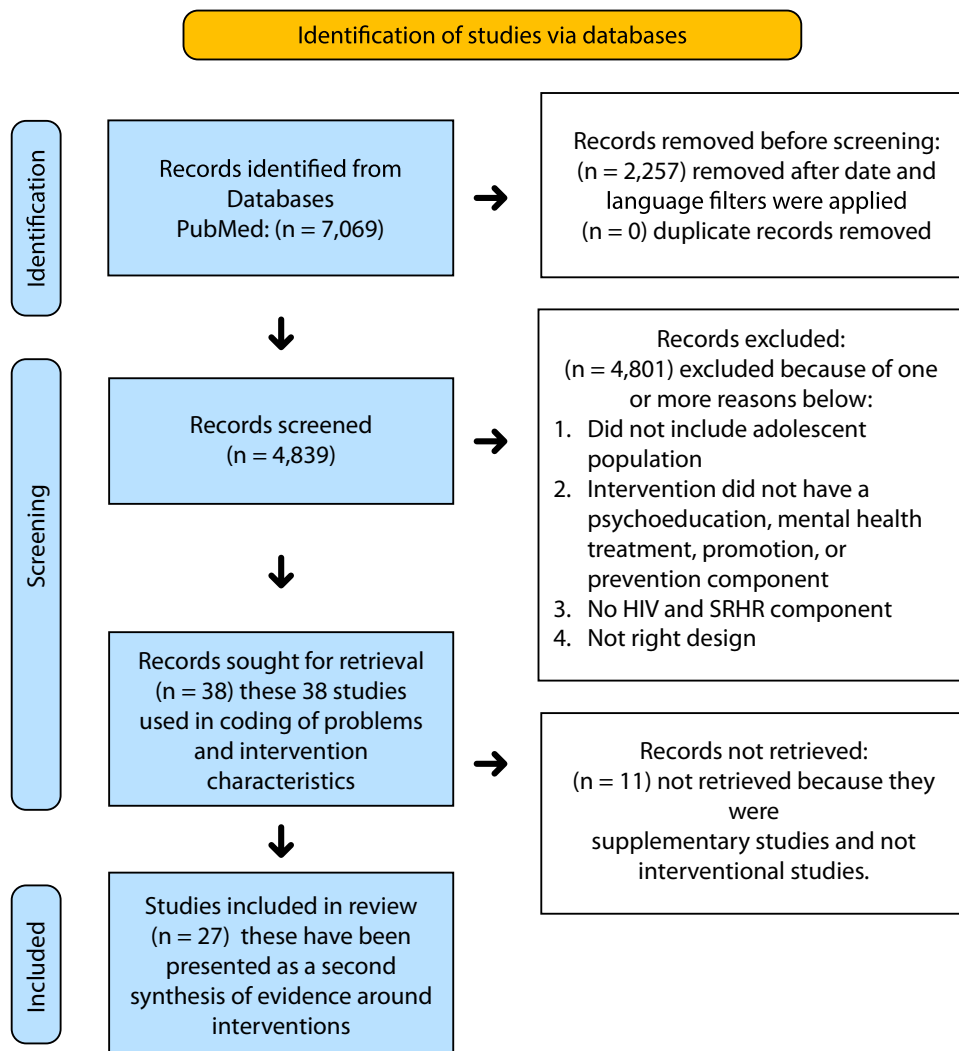 Identification of studies via databases
Identification
Records identified from
Databases
PubMed: (n = 7,069)
Records removed before screening:
(n = 2,257) removed after date and
language filters were applied
(n = 0) duplicate records removed
Screening
Records screened
(n = 4,839)
Records excluded:
(n = 4,801) excluded because of one
or more reasons below:
1. Did not include adolescent
population
2. Intervention did not have a
psychoeducation, mental health
treatment, promotion, or
prevention component
3. No HIV and SRHR component
4. Not right design
Records sought for retrieval
(n = 38) these 38 studies
used in coding of problems
and intervention
characteristics
Records not retrieved:
(n = 11) not retrieved because they
were
supplementary studies and not
interventional studies.
Included
Studies included in review
(n = 27) these have been
presented as a second
synthesis of evidence around
interventions